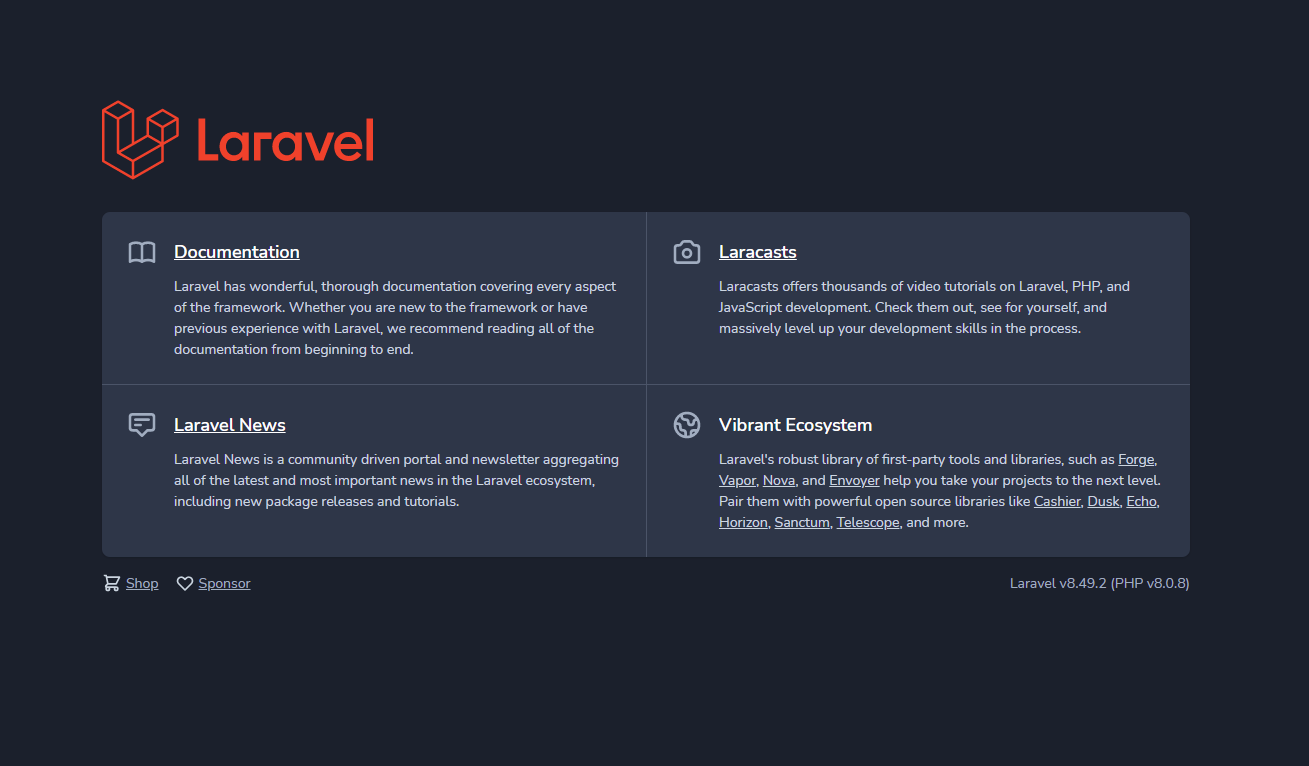 Laravel
Documentation
Laravel has wonderful, thorough documentation covering every aspect
of the framework. Whether you are new to the framework or have
previous experience with Laravel, we recommend reading all of the
documentation from beginning to end.
Laracasts
Laracasts offers thousands of video tutorials on Laravel, PHP, and
JavaScript development. Check them out, see for yourself, and
massively level up your development skills in the process.
Laravel News
Laravel News is a community driven portal and newsletter aggregating
all of the latest and most important news in the Laravel ecosystem,
including new package releases and tutorials.
Vibrant Ecosystem
Laravel's robust library of first-party tools and libraries, such as Forge,
Vapor, Nova, and Envoyer help you take your projects to the next level.
Pair them with powerful open source libraries like Cashier, Dusk, Echo,
Horizon, Sanctum, Telescope, and more.
Shop Sponsor
Laravel v8.49.2 (PHP v8.0.8)